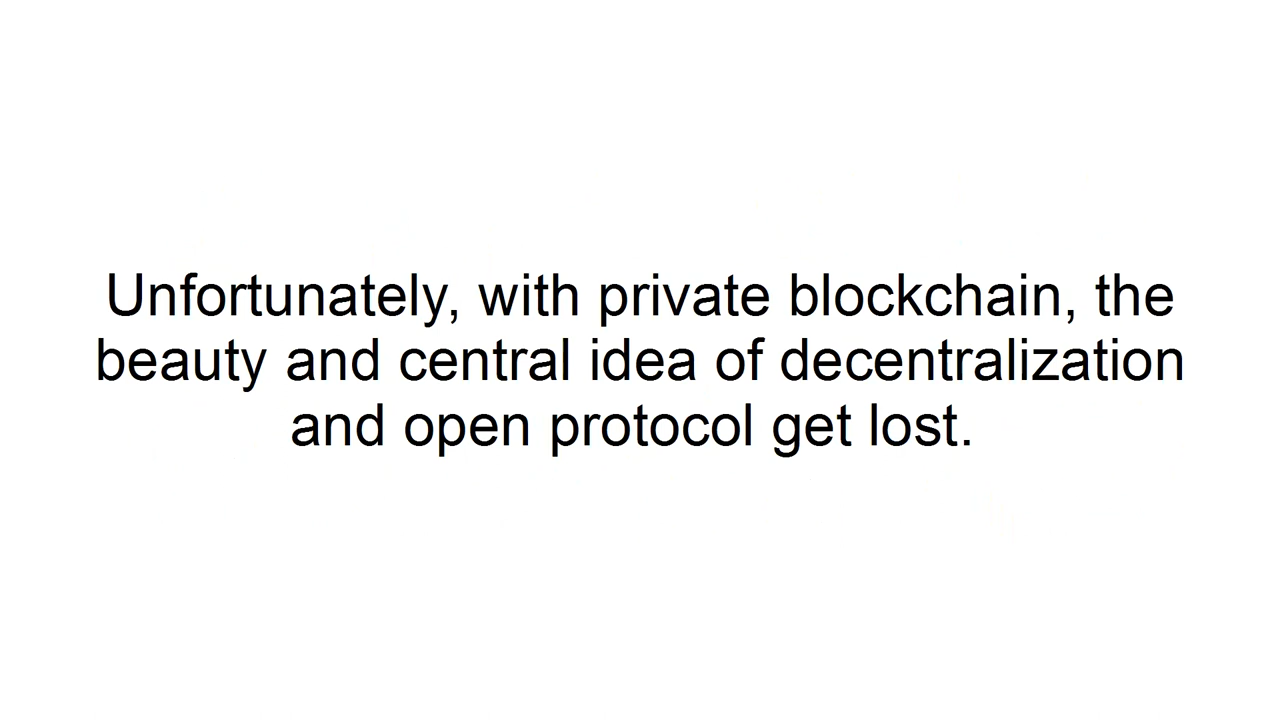 Unfortunately, with private blockchain, the
beauty and central idea of decentralization
and open protocol get lost.